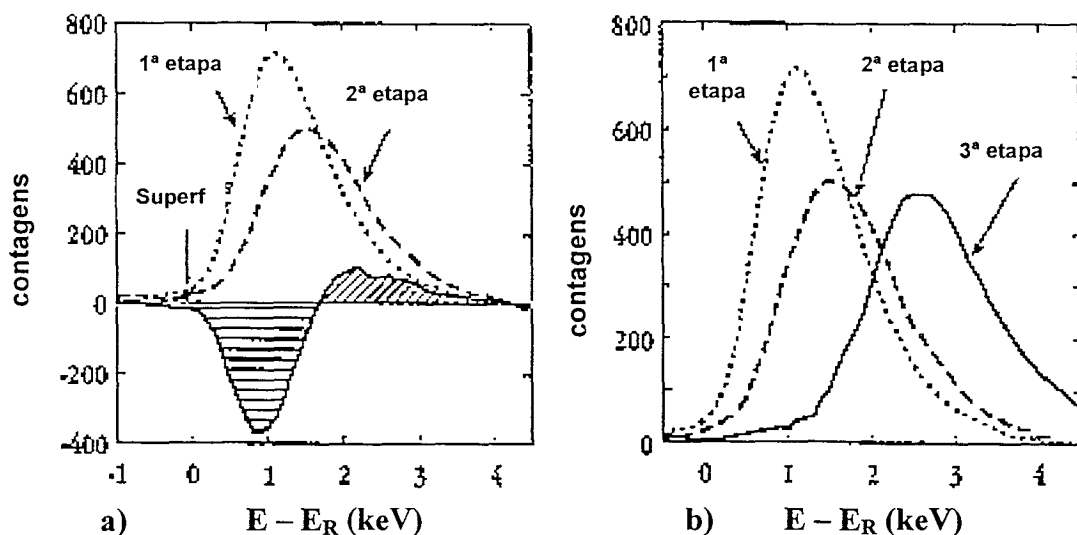 800
600
400
200
0
-200
-400
contagens
1ª etapa
2ª etapa
Superf
-1 0 1 2 3 4
a) E – E_R (keV)
800
600
400
200
0
contagens
1ª
etapa
2ª etapa
3ª etapa
0 1 2 3 4
b) E – E_R (keV)